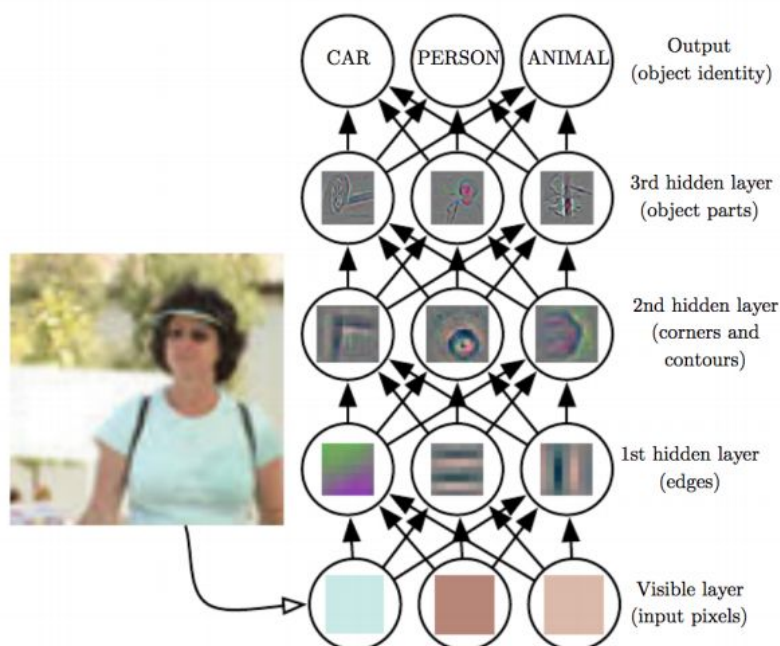 CAR PERSON ANIMAL
Output
(object identity)
3rd hidden layer
(object parts)
2nd hidden layer
(corners and
contours)
1st hidden layer
(edges)
Visible layer
(input pixels)